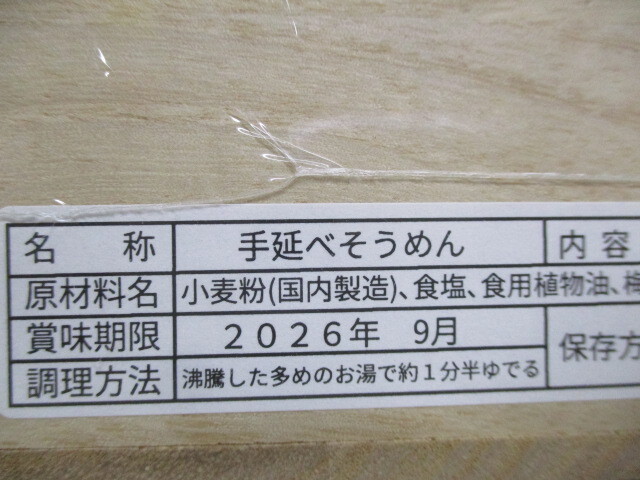 名 称 手延べそうめん 内容
原材料名 小麦粉(国内製造)、食塩、食用植物油、梅
賞味期限 2026年 9月 保存方
調理方法 沸騰した多めのお湯で約1分半ゆでる